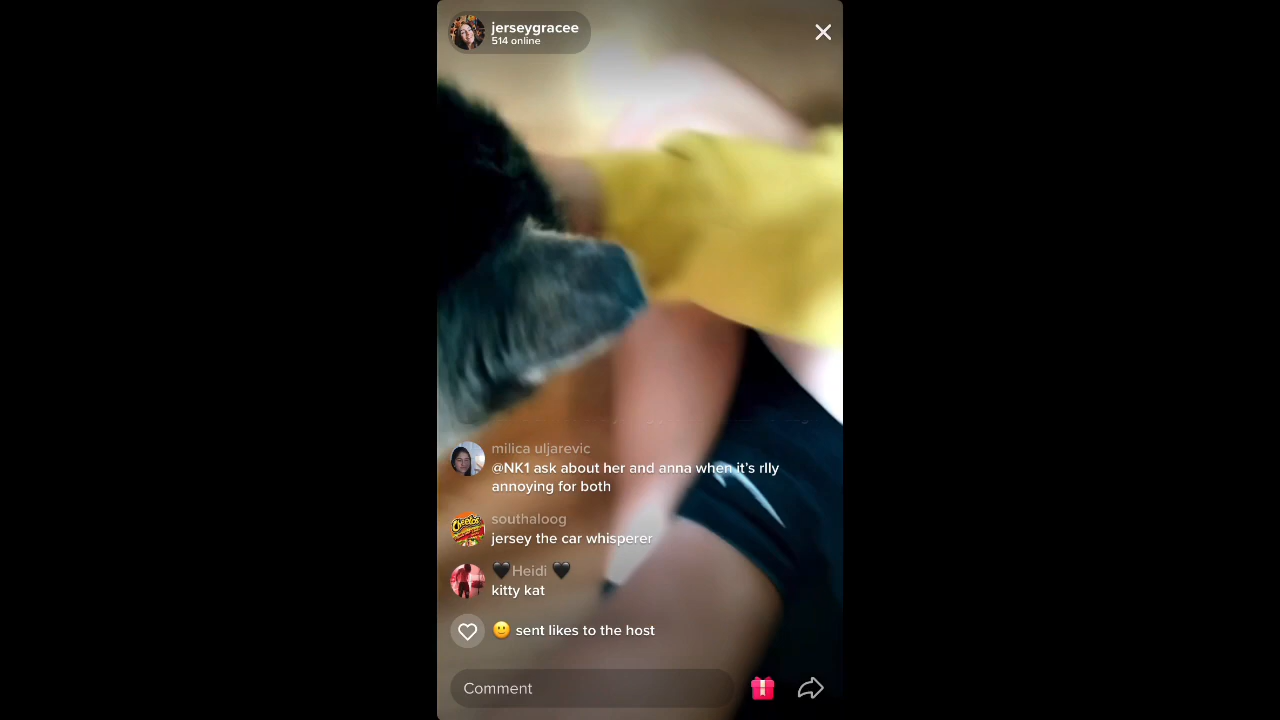 jerseygracee
514 online
milica uljarevic
@NK1 ask about her and anna when it's rlly
annoying for both
southaloog
jersey the car whisperer
🖤Heidi 🖤
kitty kat
🙂 sent likes to the host
Comment